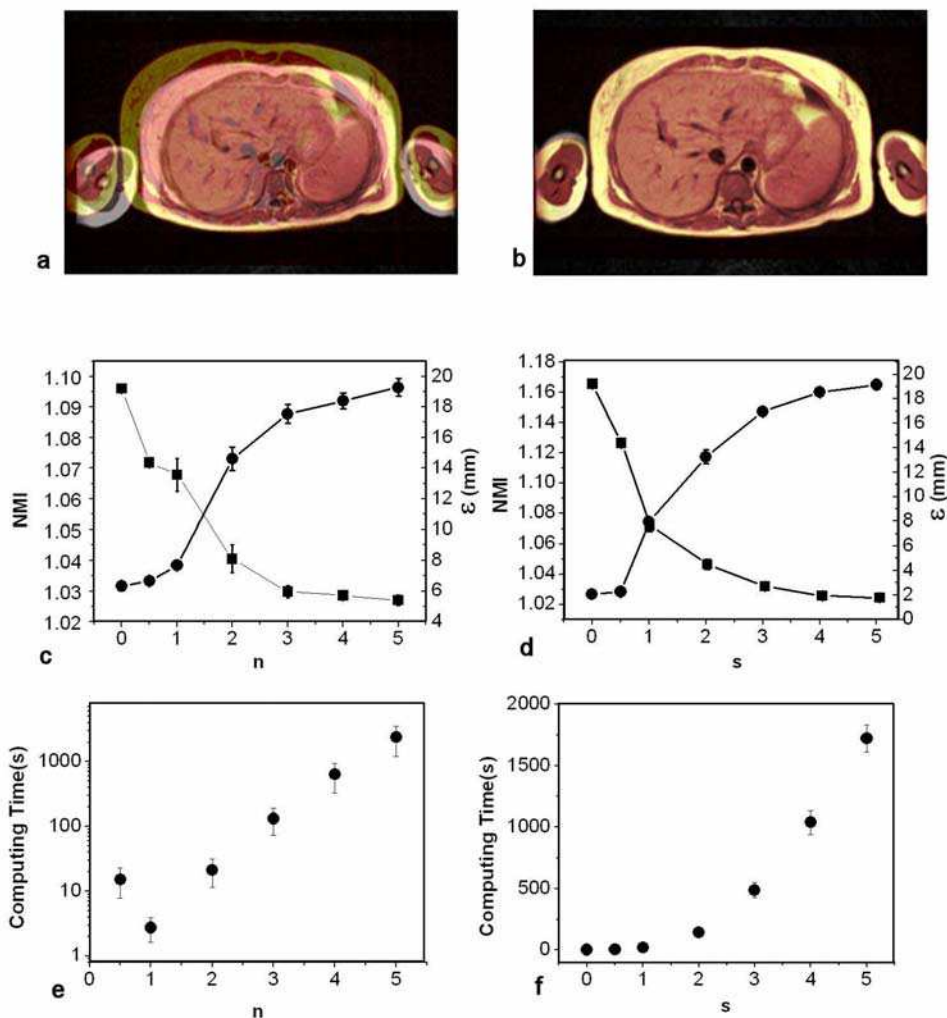 a
b
1.10
1.09
1.08
1.07
1.06
1.05
1.04
1.03
1.02
NMI
20
18
16
14
12
10
8
6
4
ε (mm)
0 1 2 3 4 5
c
n
1.18
1.16
1.14
1.12
1.10
1.08
1.06
1.04
1.02
NMI
20
18
16
14
12
10
8
6
4
2
0
ε (mm)
0 1 2 3 4 5
d
s
1000
100
10
1
Computing Time(s)
0 1 2 3 4 5
e
n
2000
1500
1000
500
0
Computing Time(s)
0 1 2 3 4 5
f
s